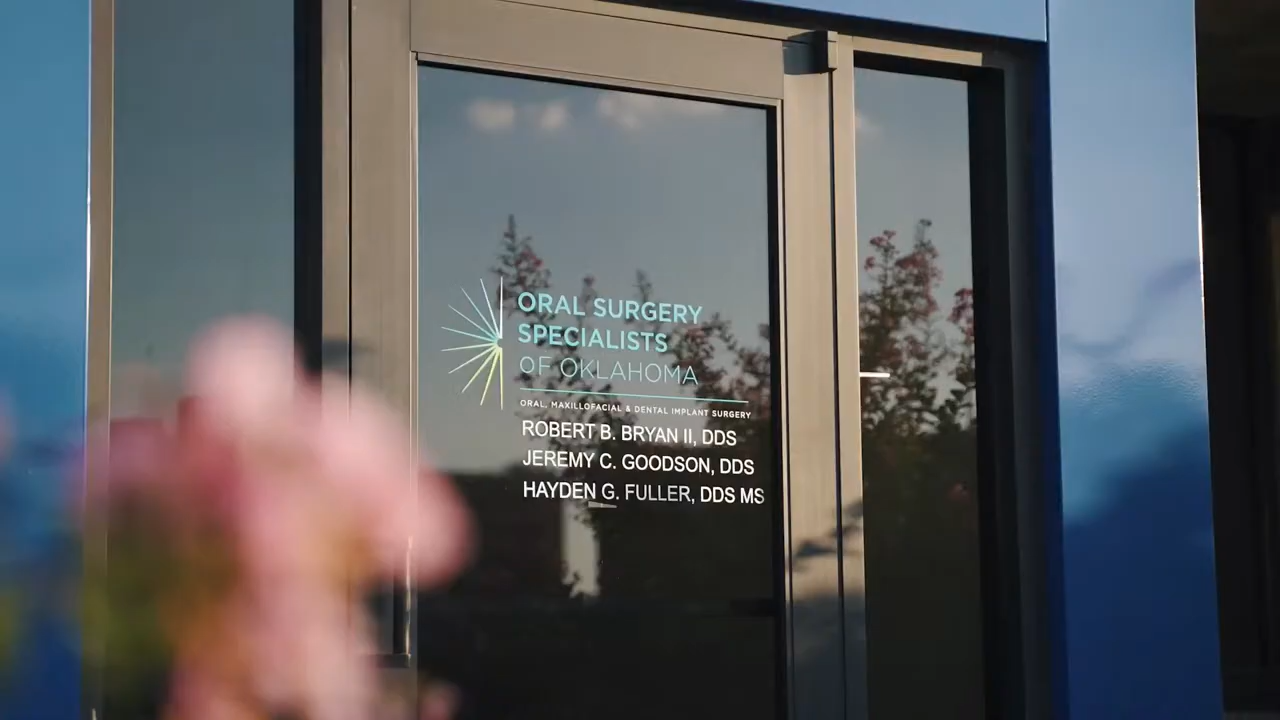 ORAL SURGERY
SPECIALISTS
OF OKLAHOMA
ORAL, MAXILLOFACIAL & DENTAL IMPLANT SURGERY
ROBERT B. BRYAN II, DDS
JEREMY C. GOODSON, DDS
HAYDEN G. FULLER, DDS MS